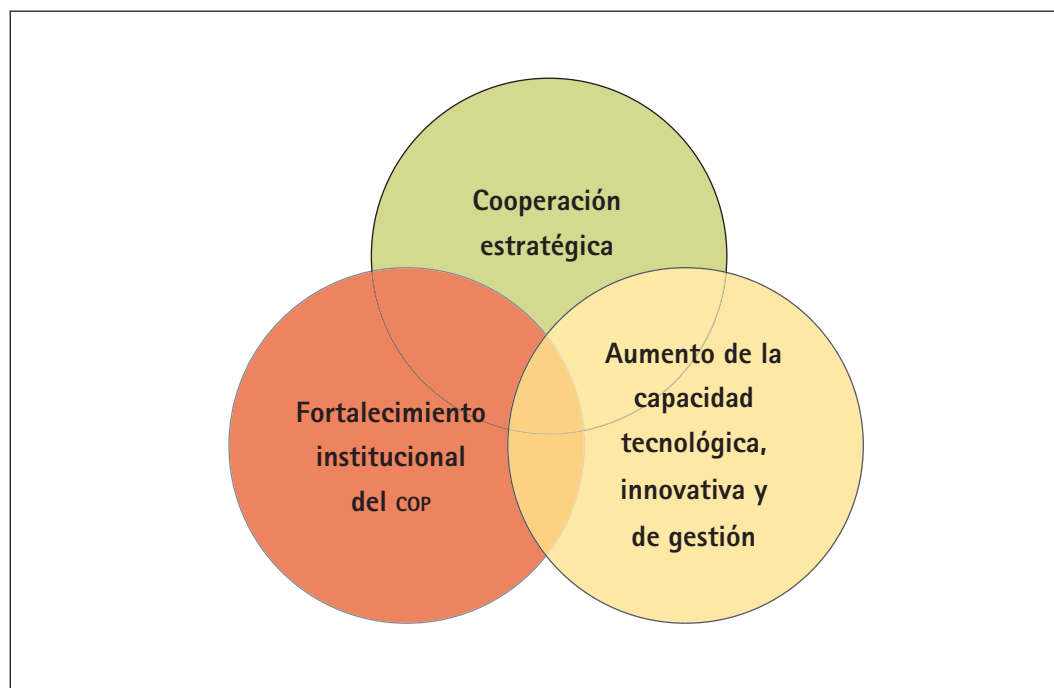 Cooperación
estratégica
Fortalecimiento
institucional
del COP
Aumento de la
capacidad
tecnológica,
innovativa y
de gestión